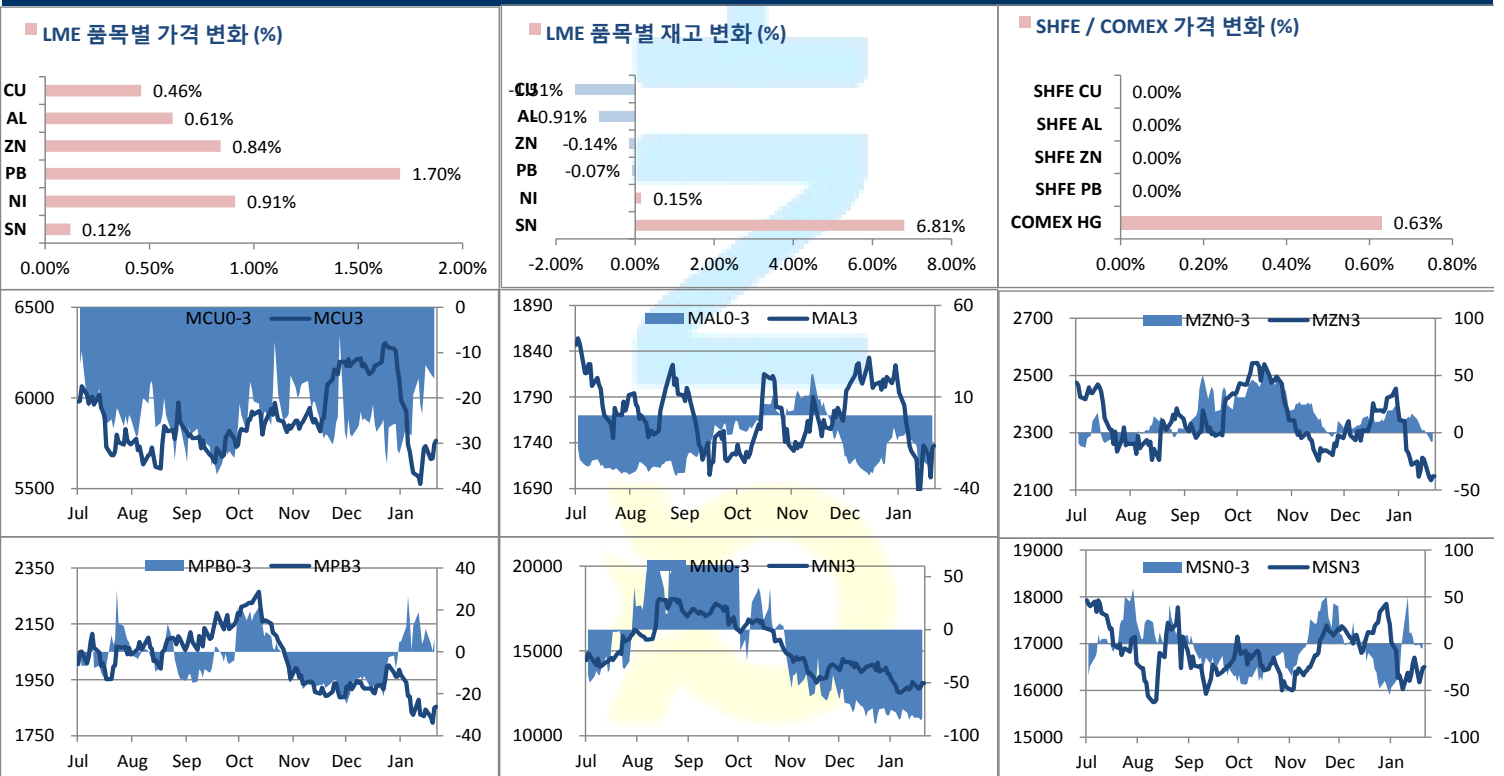 LME 품목별 가격 변화 (%)
CU 0.46%
AL 0.61%
ZN 0.84%
PB 1.70%
NI 0.91%
SN 0.12%
0.00% 0.50% 1.00% 1.50% 2.00%
LME 품목별 재고 변화 (%)
CU -1.51%
AL -0.91%
ZN -0.14%
PB -0.07%
NI 0.15%
SN 6.81%
-2.00% 0.00% 2.00% 4.00% 6.00% 8.00%
SHFE / COMEX 가격 변화 (%)
SHFE CU 0.00%
SHFE AL 0.00%
SHFE ZN 0.00%
SHFE PB 0.00%
COMEX HG 0.63%
0.00% 0.20% 0.40% 0.60% 0.80%
MCU0-3 MCU3
6500 0
-10
6000 -20
-30
5500 -40
Jul Aug Sep Oct Nov Dec Jan
MAL0-3 MAL3
1890 60
1840
1790 10
1740
1690 -40
Jul Aug Sep Oct Nov Dec Jan
MZN0-3 MZN3
2700 100
2500 50
2300 0
2100 -50
Jul Aug Sep Oct Nov Dec Jan
MPB0-3 MPB3
2350 40
20
2150
0
1950
-20
1750 -40
Jul Aug Sep Oct Nov Dec Jan
MNI0-3 MNI3
20000
50
15000 0
-50
10000 -100
Jul Aug Sep Oct Nov Dec Jan
MSN0-3 MSN3
19000 100
18000 50
17000 0
16000 -50
15000 -100
Jul Aug Sep Oct Nov Dec Jan